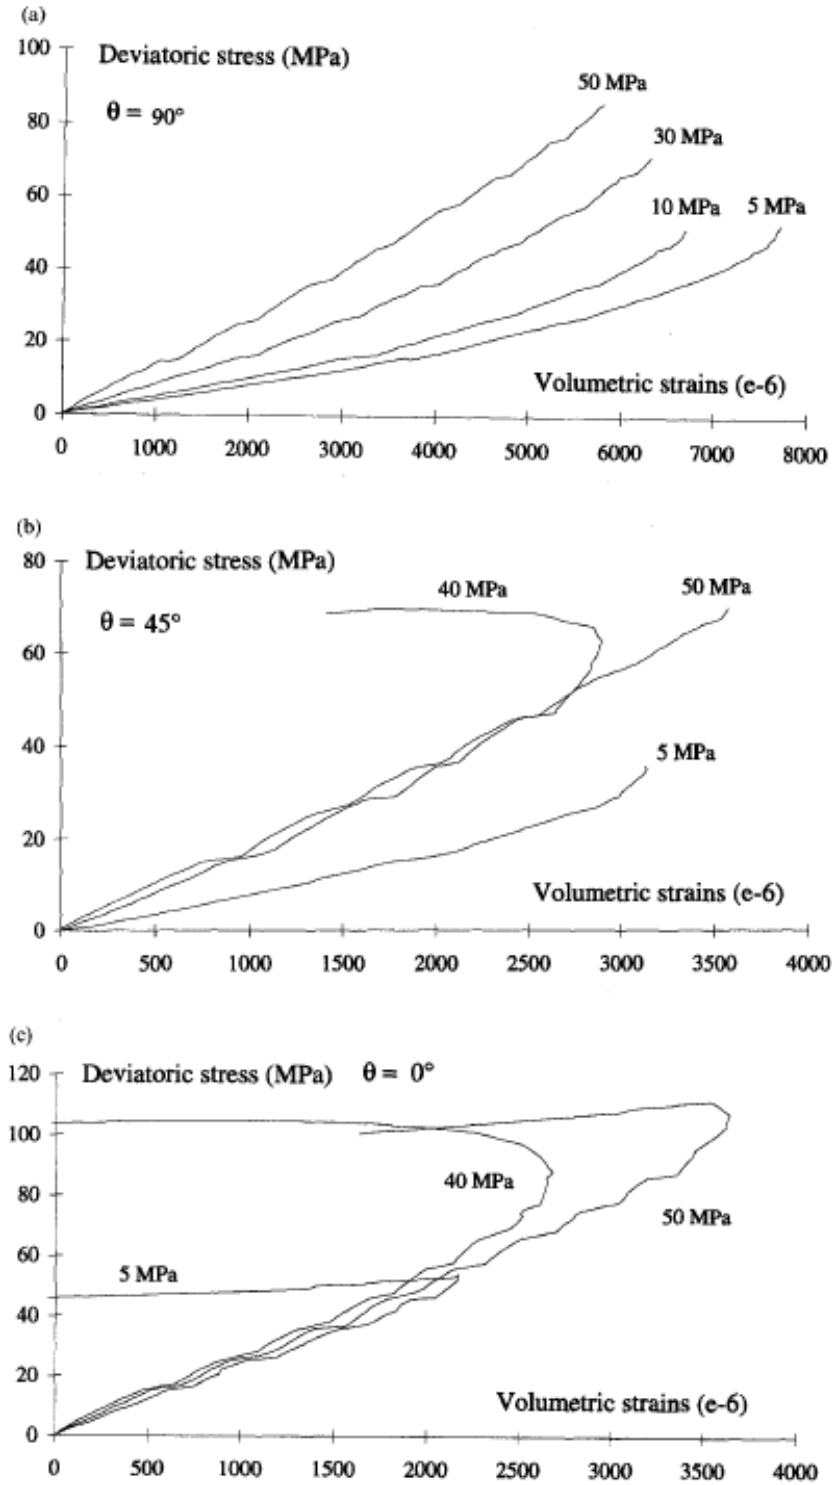 (a)
100
Deviatoric stress (MPa)
50 MPa
θ = 90°
80
30 MPa
60
10 MPa 5 MPa
40
20
Volumetric strains (e-6)
0
0 1000 2000 3000 4000 5000 6000 7000 8000
(b)
80
Deviatoric stress (MPa)
40 MPa 50 MPa
θ = 45°
60
5 MPa
40
20
Volumetric strains (e-6)
0
0 500 1000 1500 2000 2500 3000 3500 4000
(c)
120 Deviatoric stress (MPa) θ = 0°
100
40 MPa
80
50 MPa
60
5 MPa
40
20
Volumetric strains (e-6)
0
0 500 1000 1500 2000 2500 3000 3500 4000